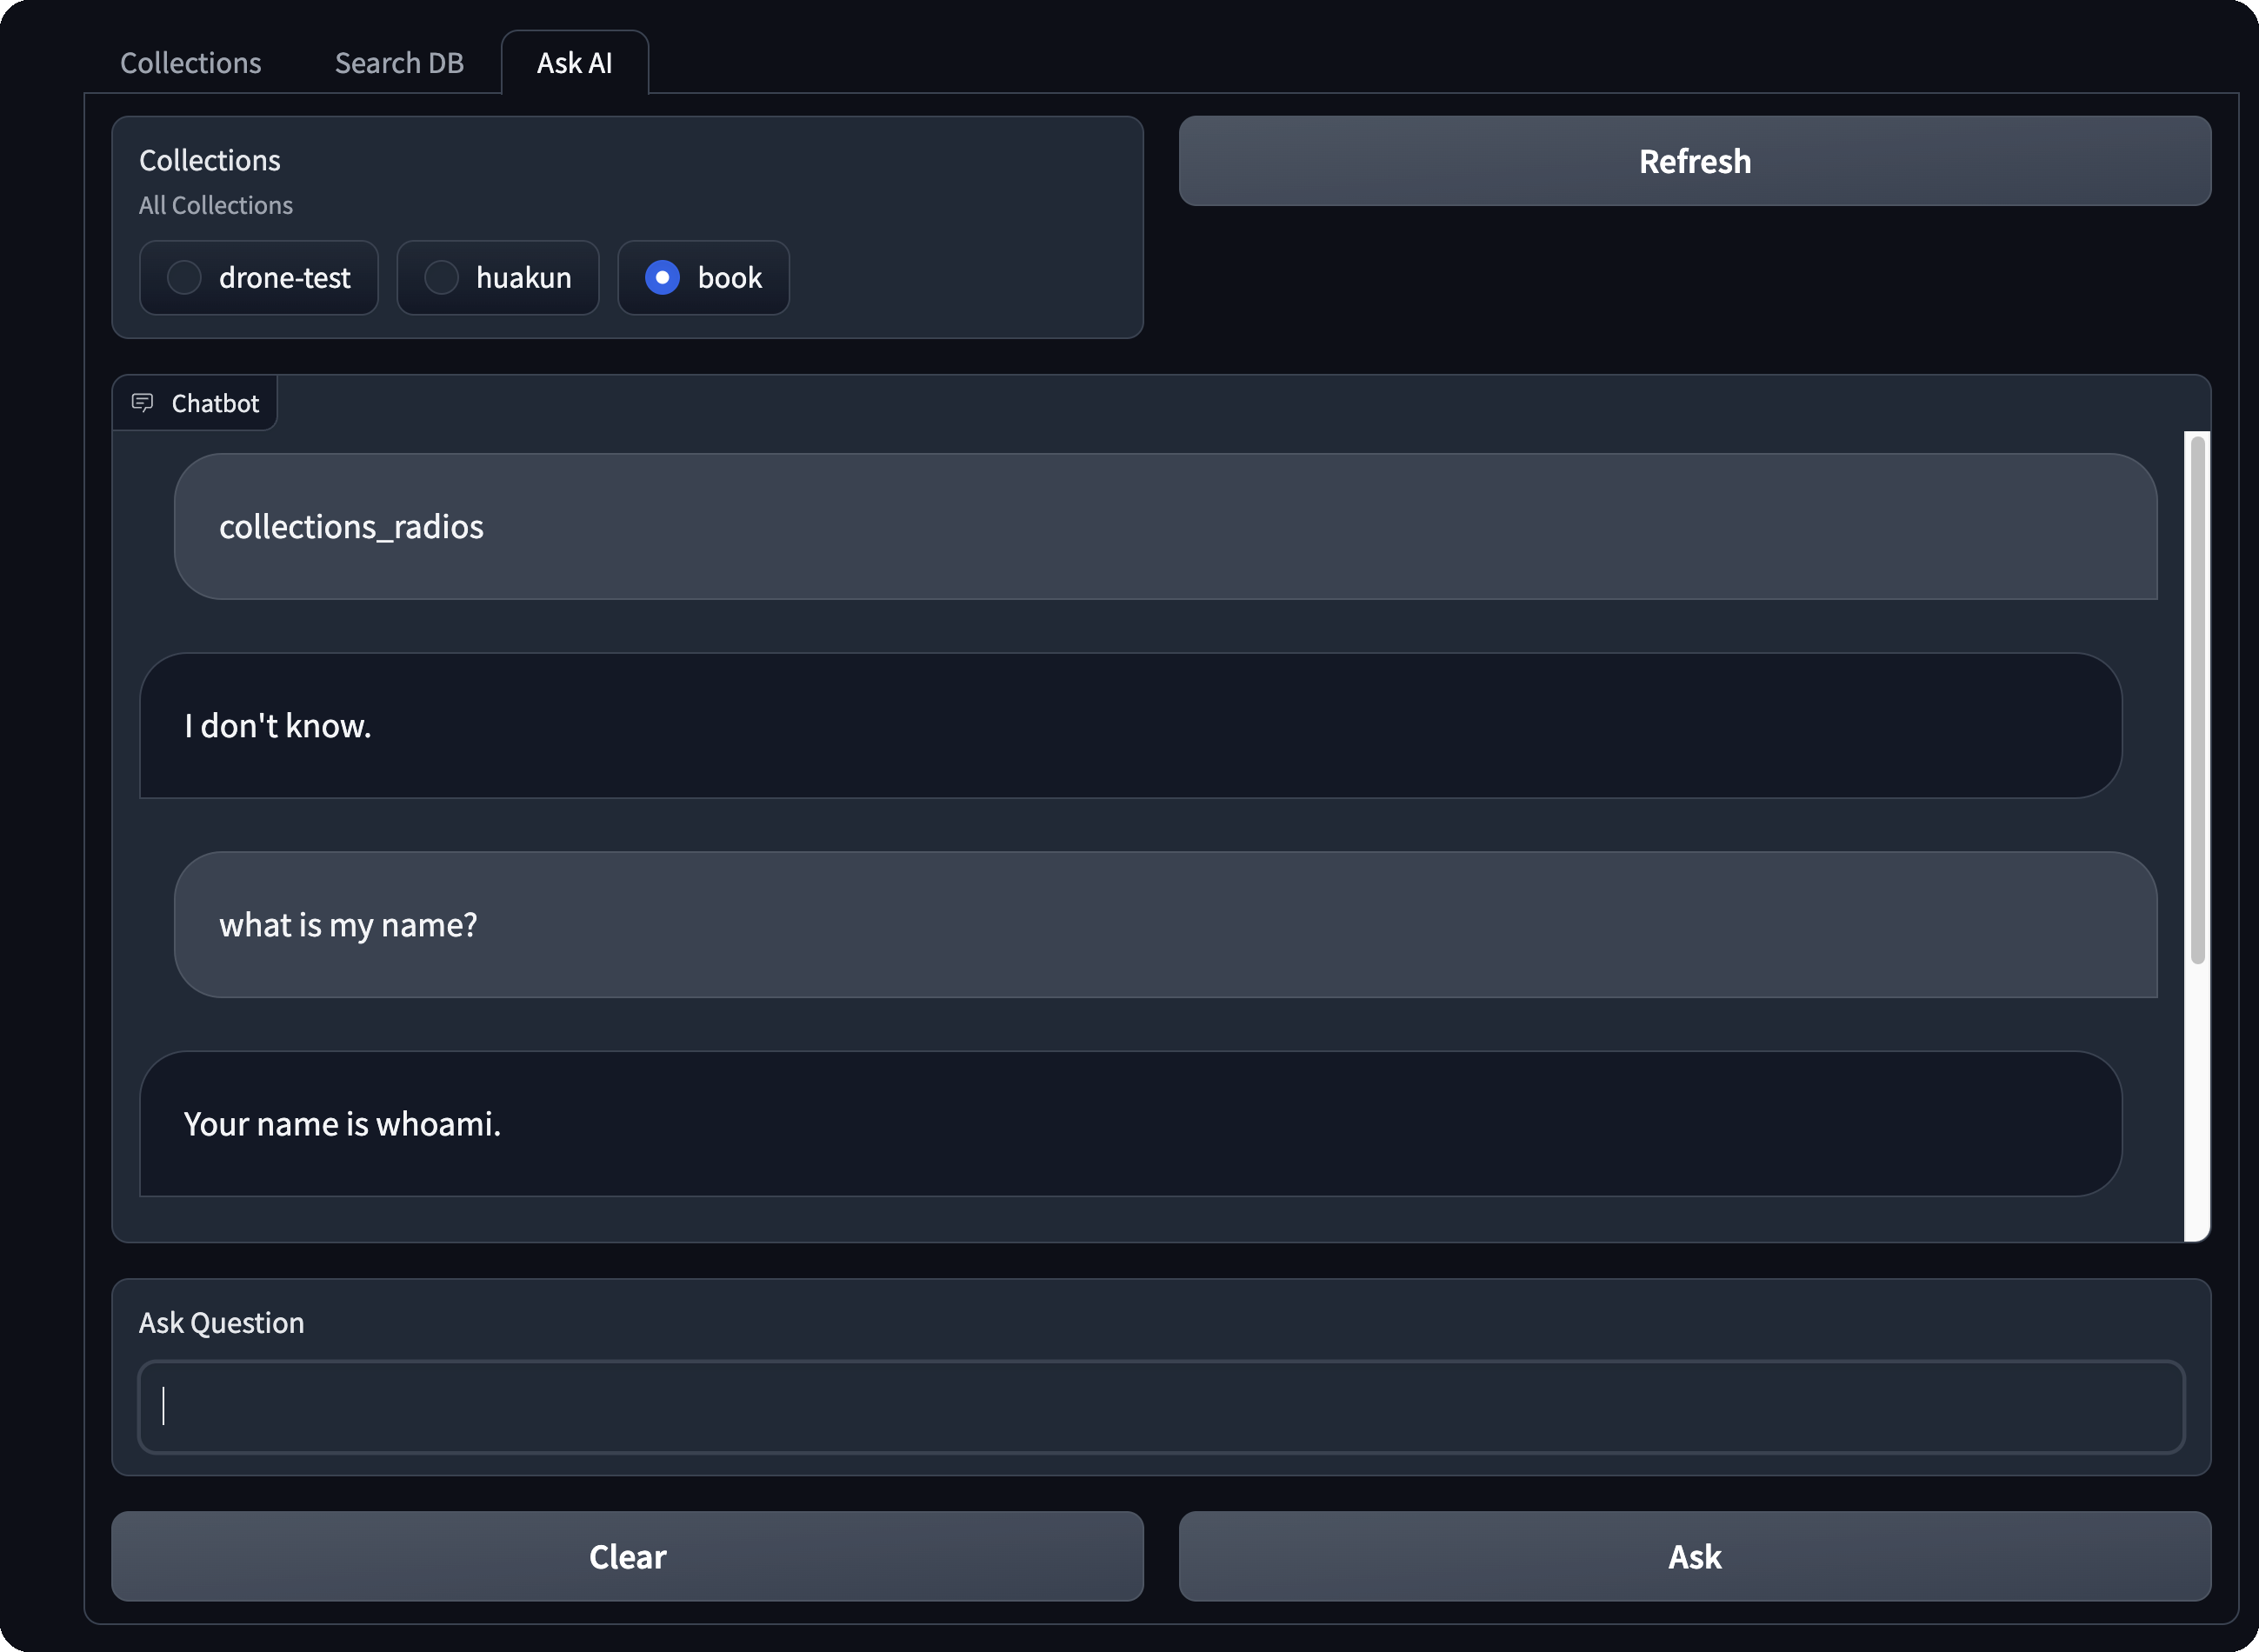 Collections Search DB Ask AI
Collections
All Collections
drone-test huakun book
Refresh
Chatbot
collections_radios
I don't know.
what is my name?
Your name is whoami.
Ask Question
Clear Ask